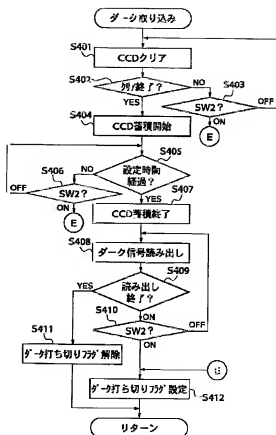 ダーク取り込み
S401
CCDクリア
S402
クリア終了?
NO
S403
YES
SW2?
OFF
ON
E
S404
CCD蓄積開始
S405
設定時間
経過?
NO
S406
SW2?
OFF
ON
E
YES
S407
CCD蓄積終了
S408
ダーク信号読み出し
S409
読み出し
終了?
YES
ON
S410
SW2?
OFF
ON
S411
ダーク打ち切りフラグ解除
ダーク打ち切りフラグ設定
S412
リターン